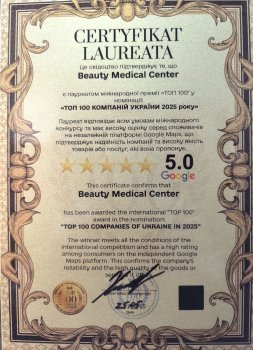 CERTYFIKAT
LAUREATA
Це свідоцтво підтверджує те, що
Beauty Medical Center
є лауреатом міжнародної премії "ТОП 100" у
номінації:
«ТОП 100 КОМПАНІЙ УКРАЇНИ 2025 року»
Лауреат відповідає всім умовам міжнародного
конкурсу та має високу оцінку серед споживачів
на незалежній платформі Google Maps, що
підтверджує надійність компанії та високу якість
товарів або послуг, які вона пропонує.
5.0
Google
This certificate confirms that
Beauty Medical Center
has been awarded the international "TOP 100"
award in the nomination:
"TOP 100 COMPANIES OF UKRAINE IN 2025"
The winner meets all the conditions of the
international competition and has a high rating
among consumers on the independent Google
Maps platform. This confirms the company's
reliability and the high quality of the goods or
100